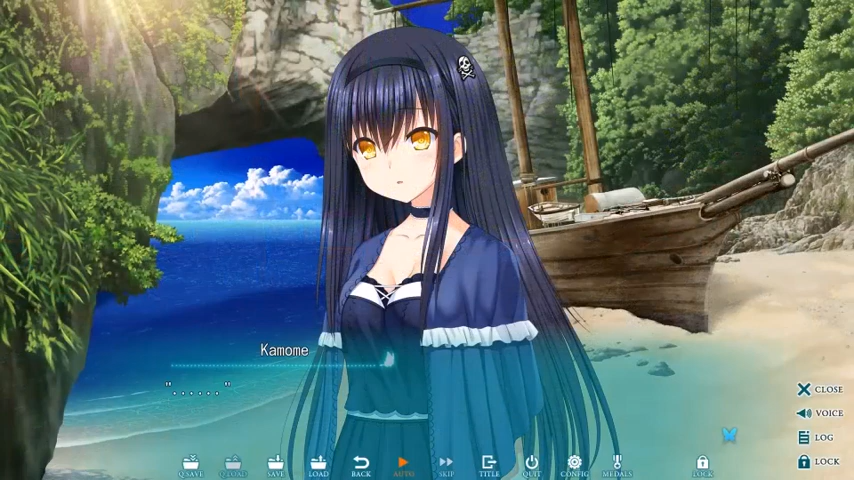 Kamome
"......"
CLOSE
VOICE
LOG
LOCK
Q.SAVE
Q.LOAD
SAVE
LOAD
BACK
AUTO
SKIP
TITLE
QUIT
CONFIG
MEDALS
LOCK